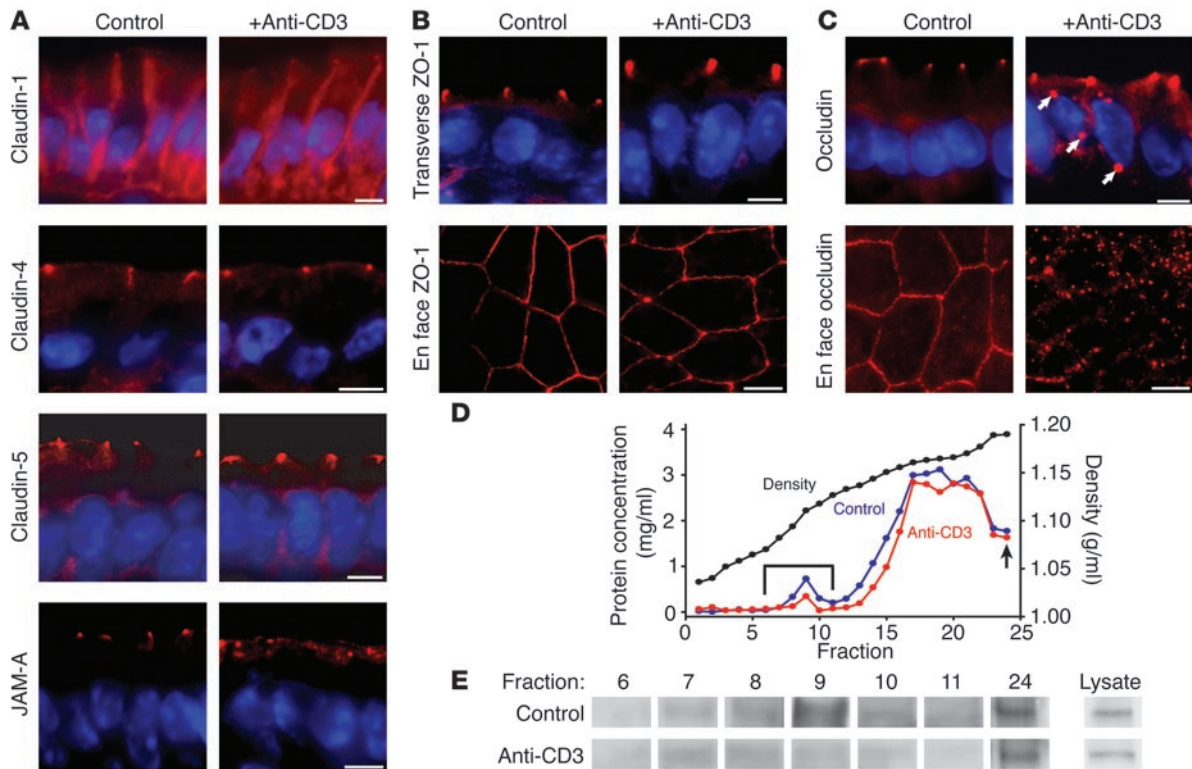 A
Control
+Anti-CD3
Claudin-1
Claudin-4
Claudin-5
JAM-A
B
Control
+Anti-CD3
Transverse ZO-1
En face ZO-1
C
Control
+Anti-CD3
Occludin
En face occludin
D
Protein concentration
(mg/ml)
4
3
2
1
0
Density
Control
Anti-CD3
1.20
1.15
1.10
1.05
1.00
Density (g/ml)
0 5 10 15 20 25
Fraction
E
Fraction: 6 7 8 9 10 11 24 Lysate
Control
Anti-CD3